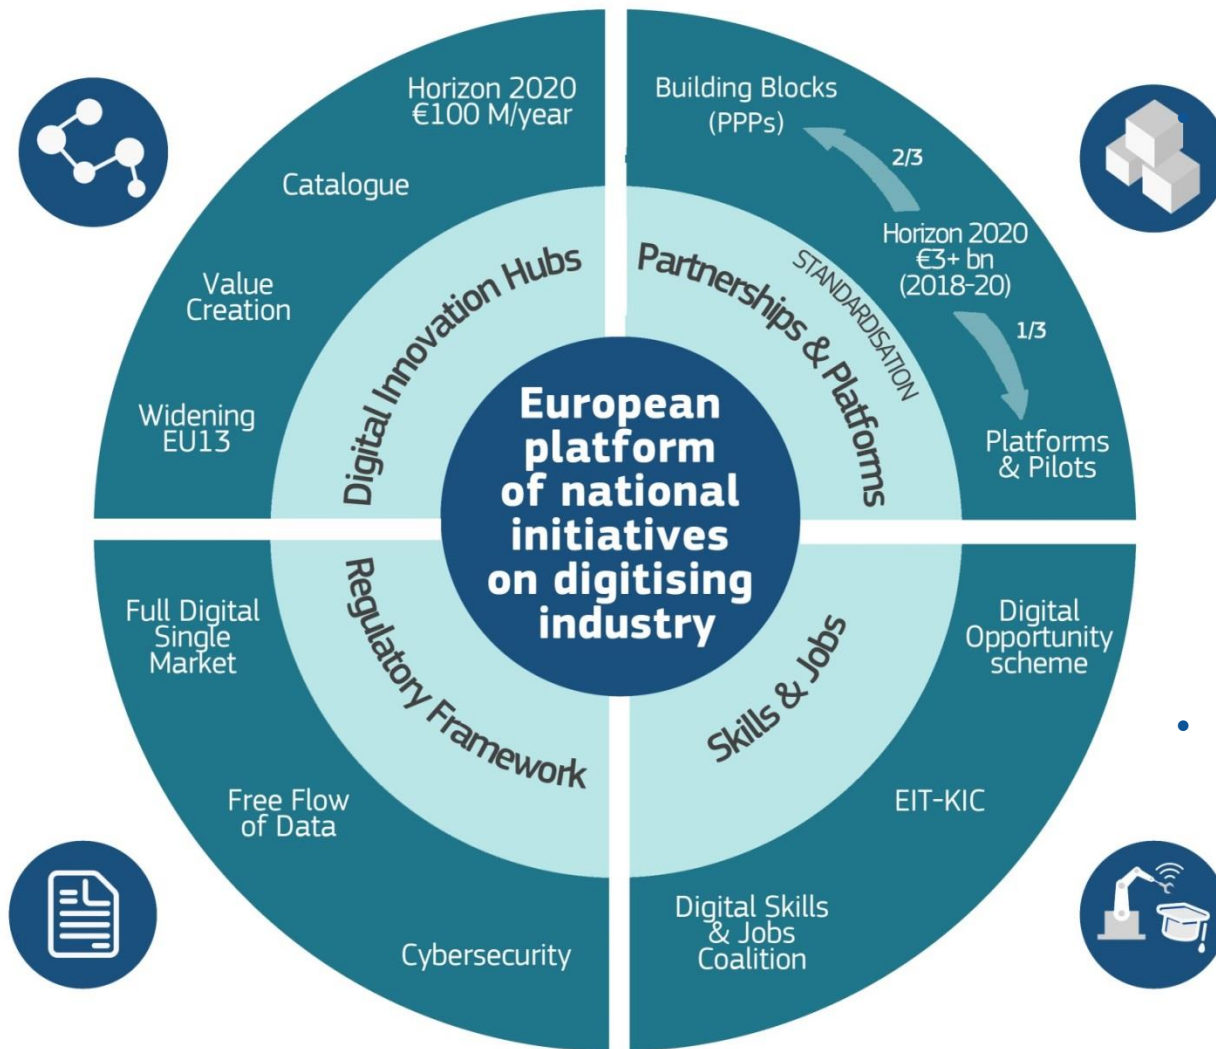 Horizon 2020
€100 M/year
Catalogue
Value
Creation
Widening
EU13
Digital Innovation Hubs
Building Blocks
(PPPs)
2/3
Horizon 2020
€3+ bn
(2018-20)
1/3
Platforms
& Pilots
STANDARDISATION
Partnerships & Platforms
European
platform
of national
initiatives
on digitising
industry
Full Digital
Single
Market
Free Flow
of Data
Cybersecurity
Regulatory Framework
Skills & Jobs
Digital
Opportunity
scheme
EIT-KIC
Digital Skills
& Jobs
Coalition